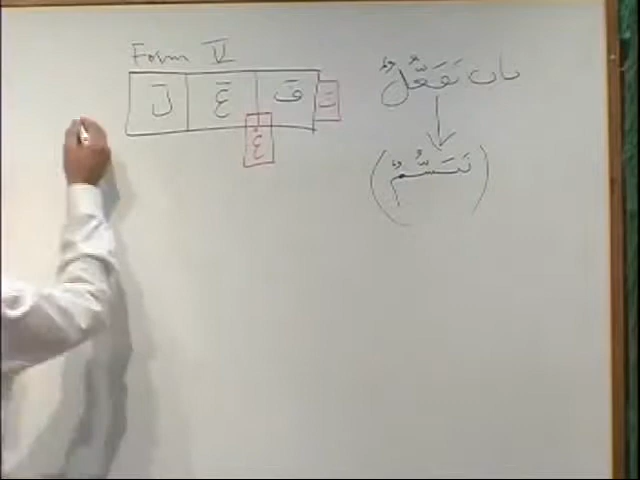 Form V
باب تَفَعُّلٌ
تَ فَ عَ لَ
عْ
(تَبَسُّمٌ)